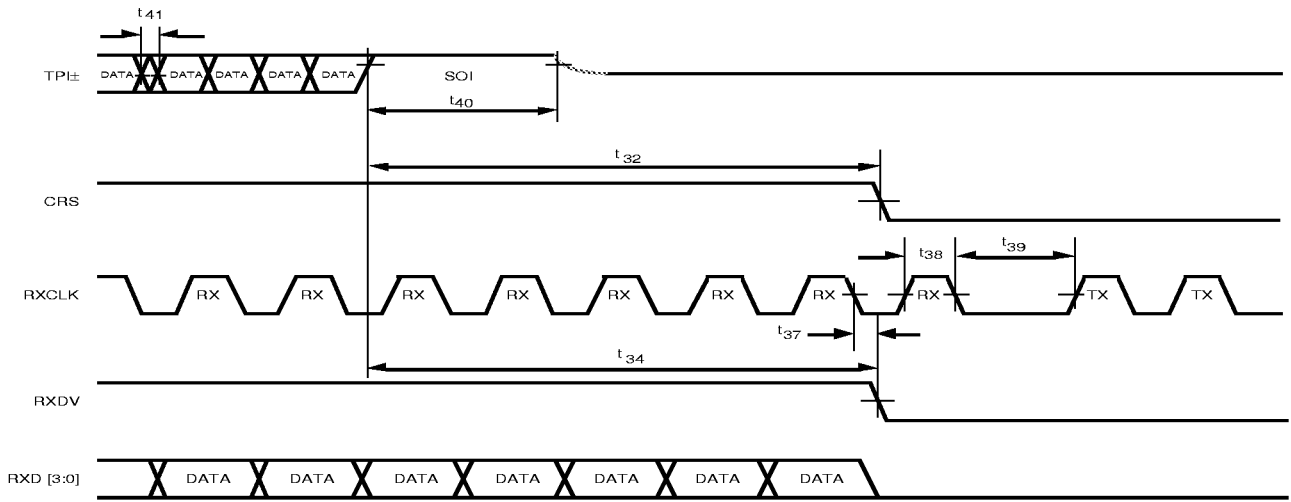 t41
TPI± DATA DATA DATA DATA DATA SOI
t40
t32
CRS
t38 t39
RXCLK RX RX RX RX RX RX RX RX TX TX
t37
t34
RXDV
RXD [3:0] DATA DATA DATA DATA DATA DATA DATA